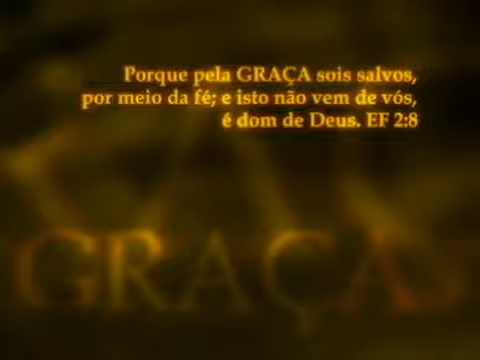 Porque pela GRAÇA sois salvos,
por meio da fé; e isto não vem de vós,
é dom de Deus. EF 2:8
GRAÇA